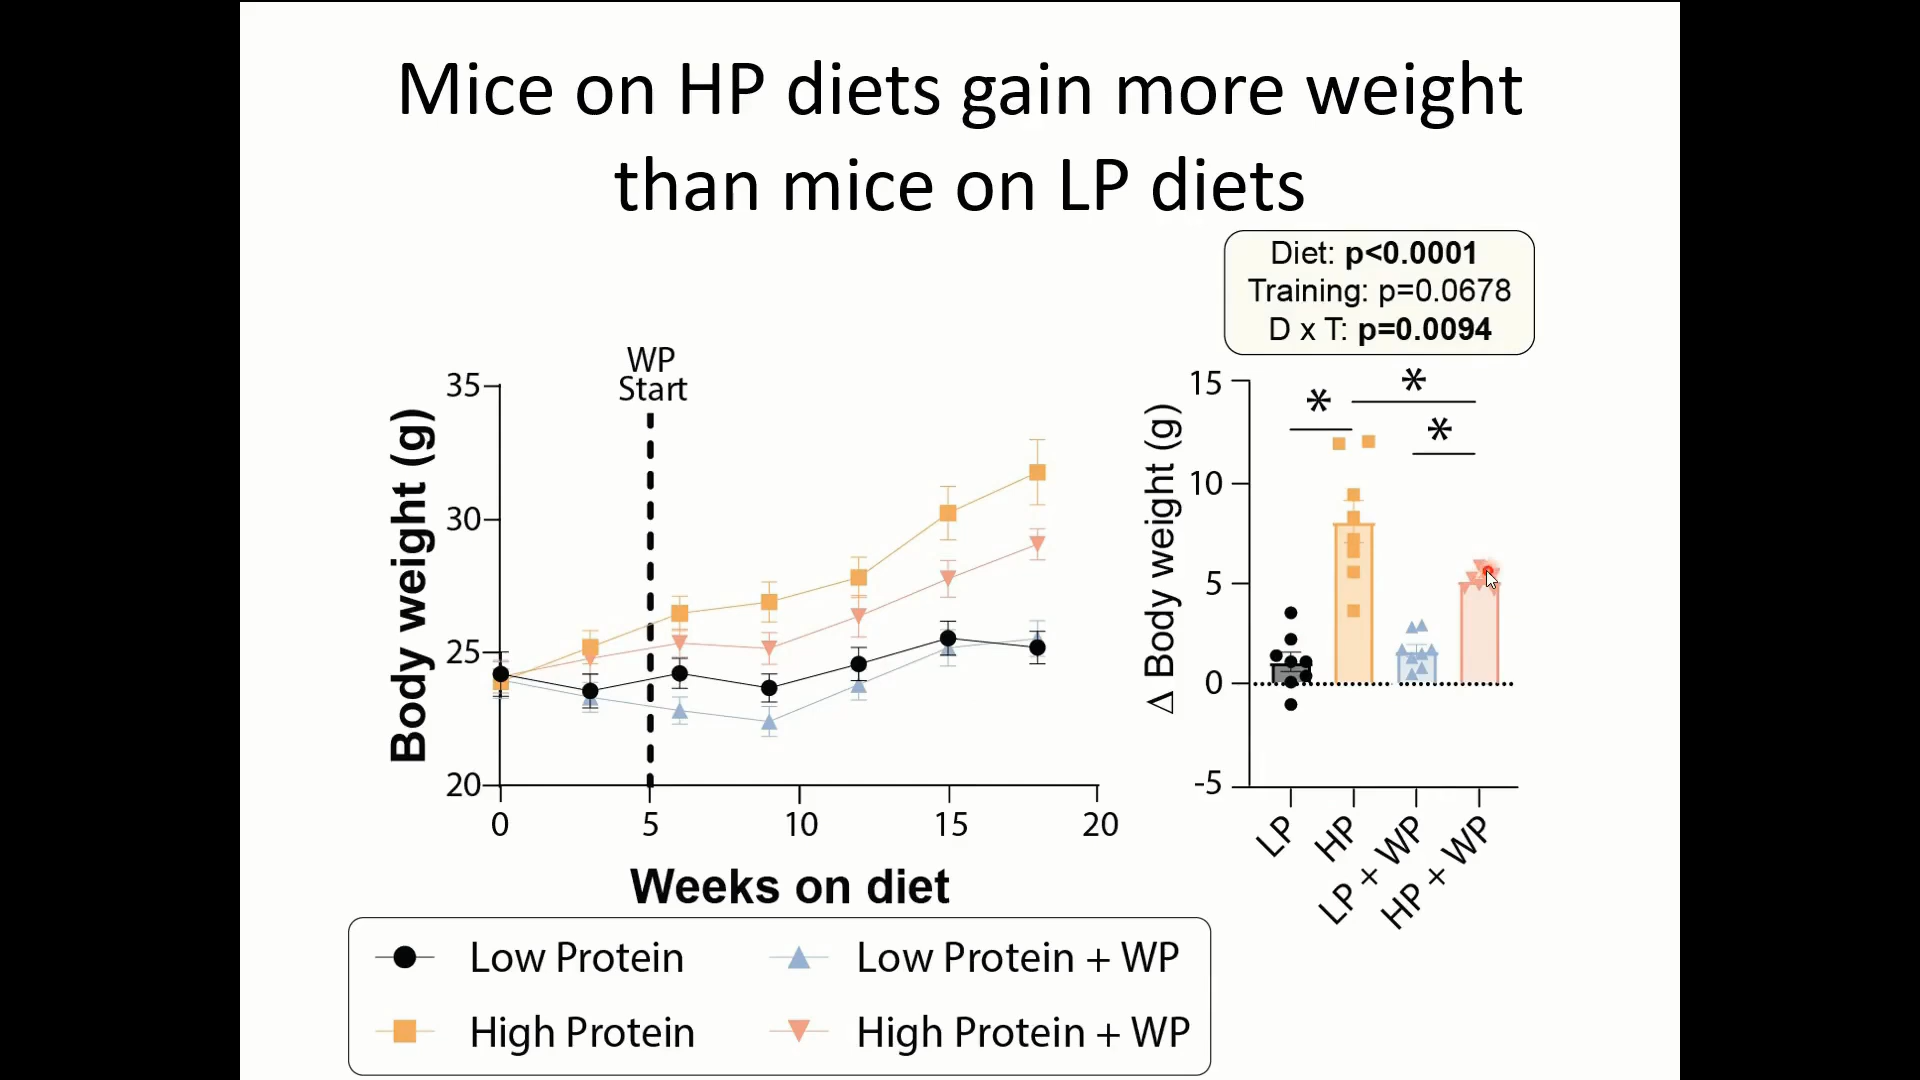 Mice on HP diets gain more weight
than mice on LP diets
Diet: p<0.0001
Training: p=0.0678
D x T: p=0.0094
WP
Start
Body weight (g)
35
30
25
20
0 5 10 15 20
Weeks on diet
Δ Body weight (g)
15
10
5
0
-5
* * *
LP
HP
LP + WP
HP + WP
Low Protein
Low Protein + WP
High Protein
High Protein + WP